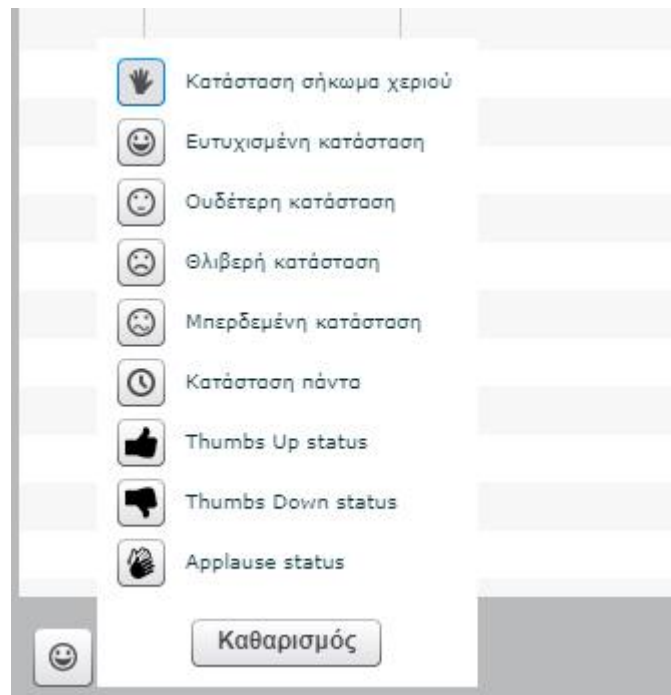 Κατάσταση σήκωμα χεριού
Ευτυχισμένη κατάσταση
Ουδέτερη κατάσταση
Θλιβερή κατάσταση
Μπερδεμένη κατάσταση
Κατάσταση πάντα
Thumbs Up status
Thumbs Down status
Applause status
Καθαρισμός